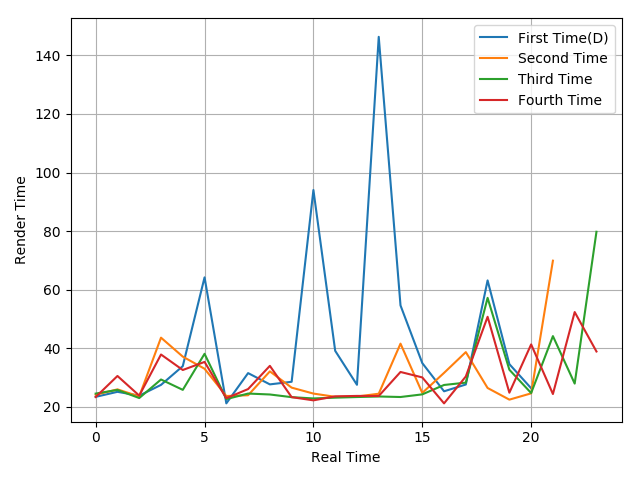 First Time(D)
Second Time
Third Time
Fourth Time
Render Time
140
120
100
80
60
40
20
0 5 10 15 20
Real Time